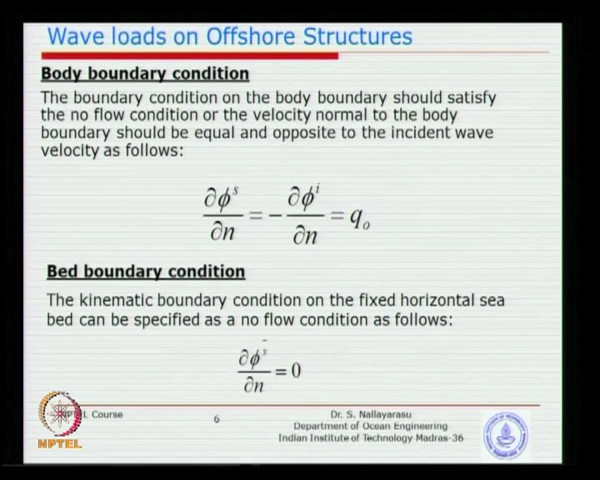 Wave loads on Offshore Structures
Body boundary condition
The boundary condition on the body boundary should satisfy
the no flow condition or the velocity normal to the body
boundary should be equal and opposite to the incident wave
velocity as follows:
∂ϕˢ/∂n = −∂ϕⁱ/∂n = qₒ
Bed boundary condition
The kinematic boundary condition on the fixed horizontal sea
bed can be specified as a no flow condition as follows:
∂ϕˢ/∂n = 0
Course
6
Dr. S. Nallayarasu
Department of Ocean Engineering
Indian Institute of Technology Madras-36
NPTEL